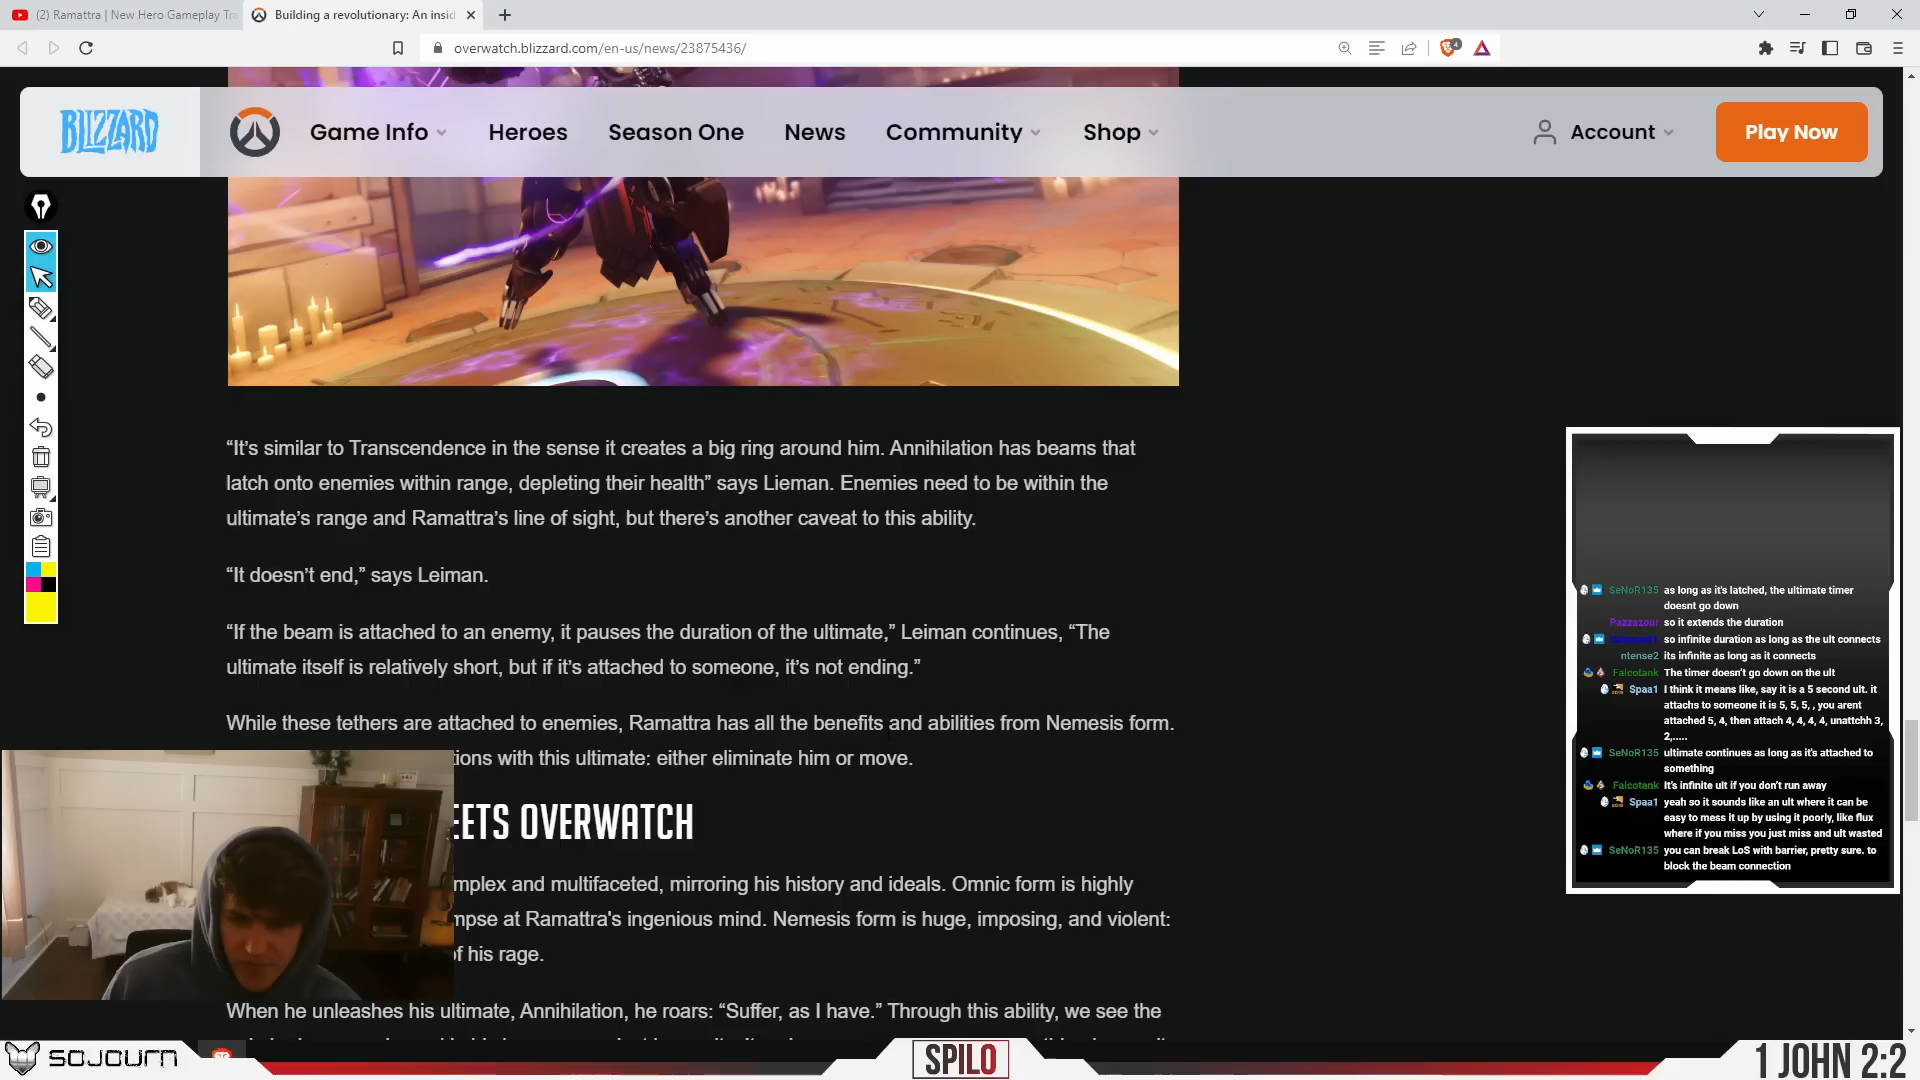 (2) Ramattra | New Hero Gameplay Tr
Building a revolutionary: An insid
overwatch.blizzard.com/en-us/news/23875436/
4
BLIZZARD
Game Info
Heroes
Season One
News
Community
Shop
Account
Play Now
“It’s similar to Transcendence in the sense it creates a big ring around him. Annihilation has beams that
latch onto enemies within range, depleting their health” says Lieman. Enemies need to be within the
ultimate’s range and Ramattra’s line of sight, but there’s another caveat to this ability.
“It doesn’t end,” says Leiman.
“If the beam is attached to an enemy, it pauses the duration of the ultimate,” Leiman continues, “The
ultimate itself is relatively short, but if it’s attached to someone, it’s not ending.”
While these tethers are attached to enemies, Ramattra has all the benefits and abilities from Nemesis form.
tions with this ultimate: either eliminate him or move.
EETS OVERWATCH
mplex and multifaceted, mirroring his history and ideals. Omnic form is highly
mpse at Ramattra's ingenious mind. Nemesis form is huge, imposing, and violent:
of his rage.
When he unleashes his ultimate, Annihilation, he roars: “Suffer, as I have.” Through this ability, we see the
SeNoR135 as long as it's latched, the ultimate timer
doesnt go down
Pazzazour so it extends the duration
so infinite duration as long as the ult connects
ntense2 its infinite as long as it connects
Falcotank The timer doesn't go down on the ult
Spaa1 I think it means like, say it is a 5 second ult. it
attachs to someone it is 5, 5, 5, , you arent
attached 5, 4, then attach 4, 4, 4, 4, unattchh 3,
2,.....
SeNoR135 ultimate continues as long as it's attached to
something
Falcotank It's infinite ult if you don't run away
Spaa1 yeah so it sounds like an ult where it can be
easy to mess it up by using it poorly, like flux
where if you miss you just miss and ult wasted
SeNoR135 you can break LoS with barrier, pretty sure. to
block the beam connection
SOJOURN
SPILO
1 JOHN 2:2